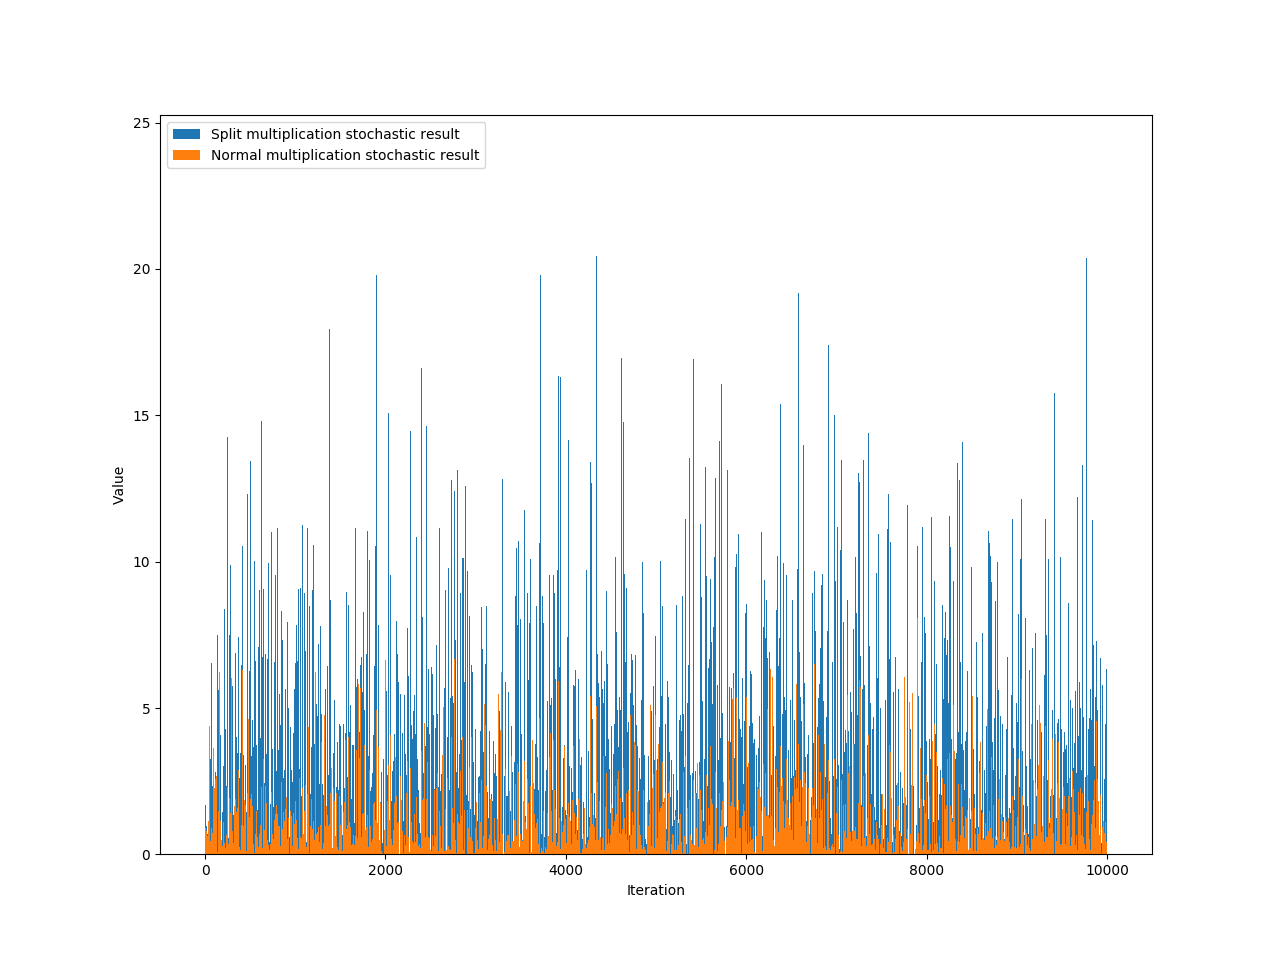 Split multiplication stochastic result
Normal multiplication stochastic result
25
20
15
10
5
0
Value
0 2000 4000 6000 8000 10000
Iteration